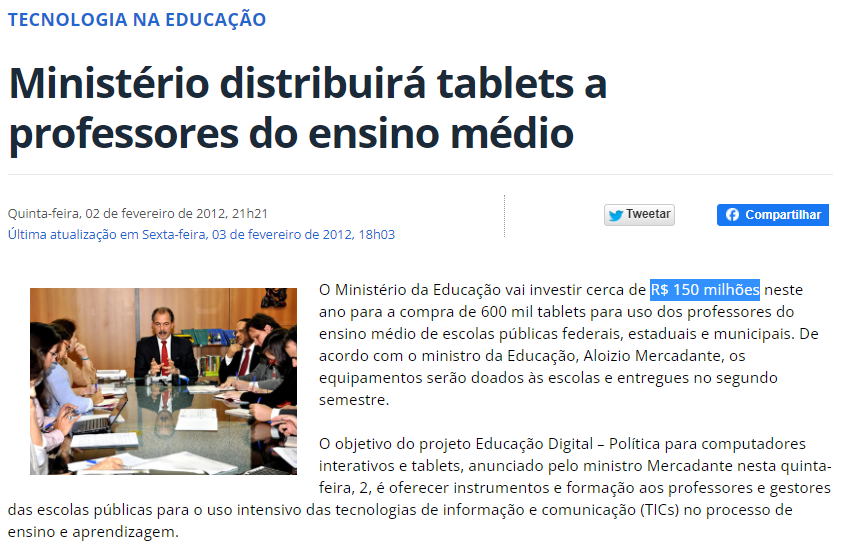 TECNOLOGIA NA EDUCAÇÃO
Ministério distribuirá tablets a
professores do ensino médio
Quinta-feira, 02 de fevereiro de 2012, 21h21
Última atualização em Sexta-feira, 03 de fevereiro de 2012, 18h03
Tweetar
Compartilhar
O Ministério da Educação vai investir cerca de R$ 150 milhões neste
ano para a compra de 600 mil tablets para uso dos professores do
ensino médio de escolas públicas federais, estaduais e municipais. De
acordo com o ministro da Educação, Aloizio Mercadante, os
equipamentos serão doados às escolas e entregues no segundo
semestre.
O objetivo do projeto Educação Digital – Política para computadores
interativos e tablets, anunciado pelo ministro Mercadante nesta quinta-
feira, 2, é oferecer instrumentos e formação aos professores e gestores
das escolas públicas para o uso intensivo das tecnologias de informação e comunicação (TICs) no processo de
ensino e aprendizagem.